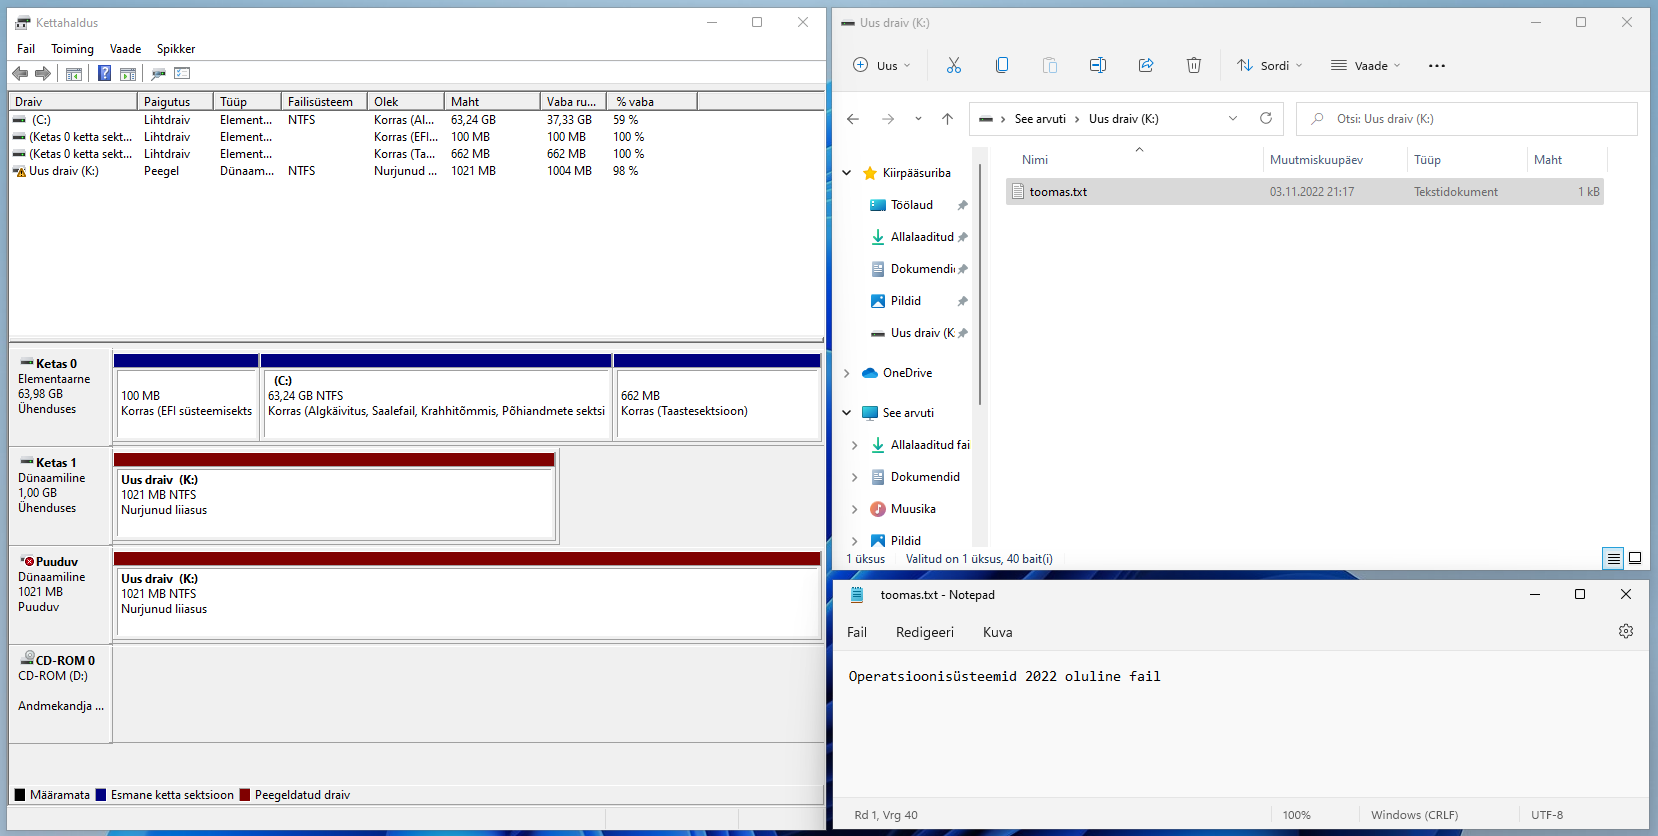 Kettahaldus
Fail Toiming Vaade Spikker
Draiv Paigutus Tüüp Failisüsteem Olek Maht Vaba ru... % vaba
(C:) Lihtdraiv Element... NTFS Korras (Al... 63,24 GB 37,33 GB 59 %
(Ketas 0 ketta sekt... Lihtdraiv Element... Korras (EFI... 100 MB 100 MB 100 %
(Ketas 0 ketta sekt... Lihtdraiv Element... Korras (Ta... 662 MB 662 MB 100 %
Uus draiv (K:) Peegel Dünaam... NTFS Nurjunud ... 1021 MB 1004 MB 98 %
Ketas 0
Elementaarne
63,98 GB
Ühenduses
100 MB
Korras (EFI süsteemisekts
(C:)
63,24 GB NTFS
Korras (Algkäivitus, Saalefail, Krahhitõmmis, Põhiandmete sektsi
662 MB
Korras (Taastesektsioon)
Ketas 1
Dünaamiline
1,00 GB
Ühenduses
Uus draiv (K:)
1021 MB NTFS
Nurjunud liiasus
Puuduv
Dünaamiline
1021 MB
Puuduv
Uus draiv (K:)
1021 MB NTFS
Nurjunud liiasus
CD-ROM 0
CD-ROM (D:)
Andmekandja ...
Määramata Esmane ketta sektsioon Peegeldatud draiv
Uus draiv (K:)
Uus Sordi Vaade
See arvuti Uus draiv (K:) Otsi: Uus draiv (K:)
Kiirpääsuriba
Töölaud
Allalaaditud
Dokumendid
Pildid
Uus draiv (K:
OneDrive
See arvuti
Allalaaditud fai
Dokumendid
Muusika
Pildid
Nimi Muutmiskuupäev Tüüp Maht
toomas.txt 03.11.2022 21:17 Tekstidokument 1 kB
1 üksus Valitud on 1 üksus, 40 bait(i)
toomas.txt - Notepad
Fail Redigeeri Kuva
Operatsioonisüsteemid 2022 oluline fail
Rd 1, Vrg 40 100% Windows (CRLF) UTF-8